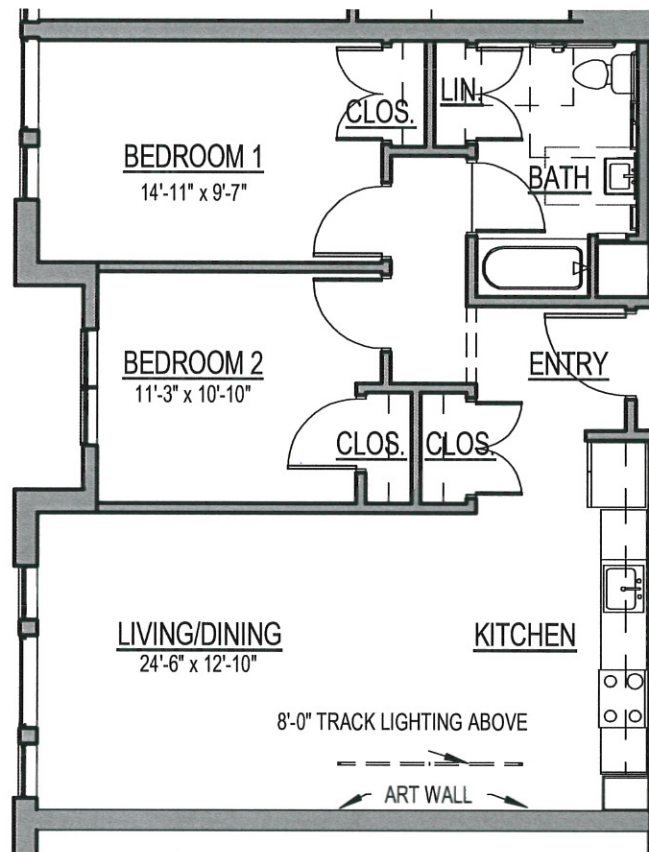 CLOS.
LIN.
BEDROOM 1
14'-11" x 9'-7"
BATH
BEDROOM 2
11'-3" x 10'-10"
ENTRY
CLOS.
CLOS.
LIVING/DINING
24'-6" x 12'-10"
KITCHEN
8'-0" TRACK LIGHTING ABOVE
ART WALL